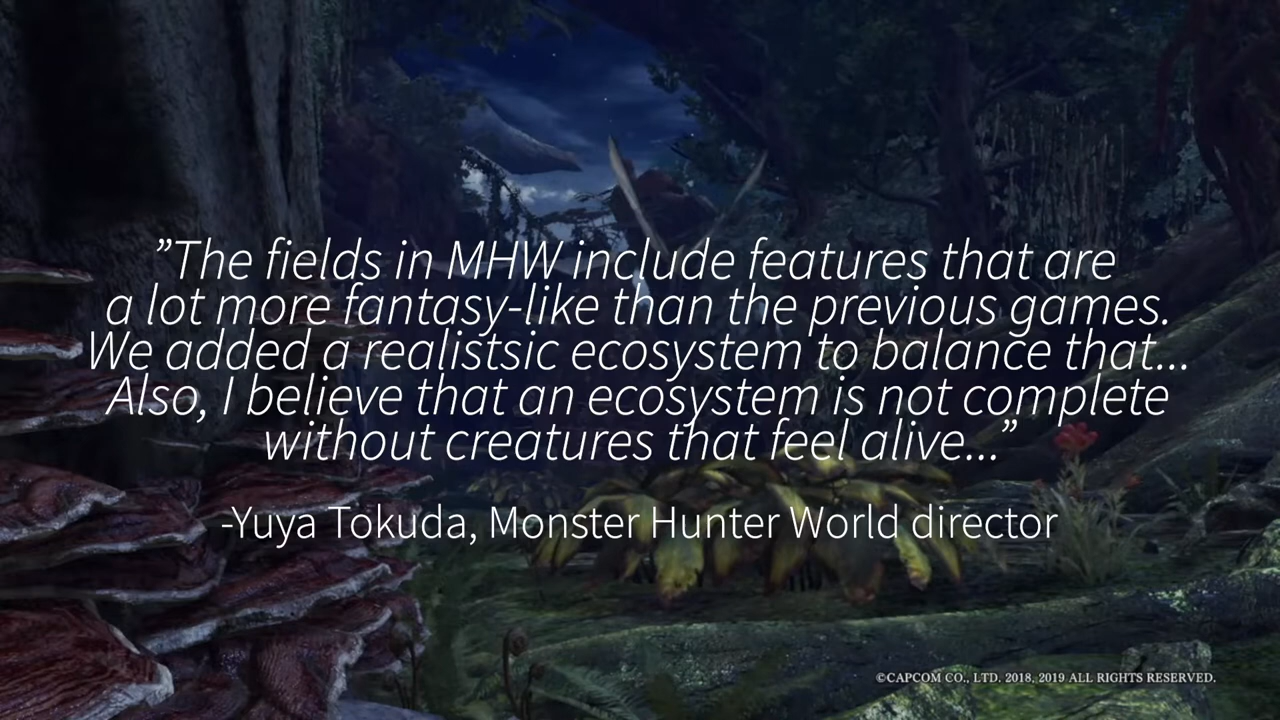 ”The fields in MHW include features that are
a lot more fantasy-like than the previous games.
We added a realistsic ecosystem to balance that...
Also, I believe that an ecosystem is not complete
without creatures that feel alive...”
-Yuya Tokuda, Monster Hunter World director
©CAPCOM CO., LTD. 2018, 2019 ALL RIGHTS RESERVED.